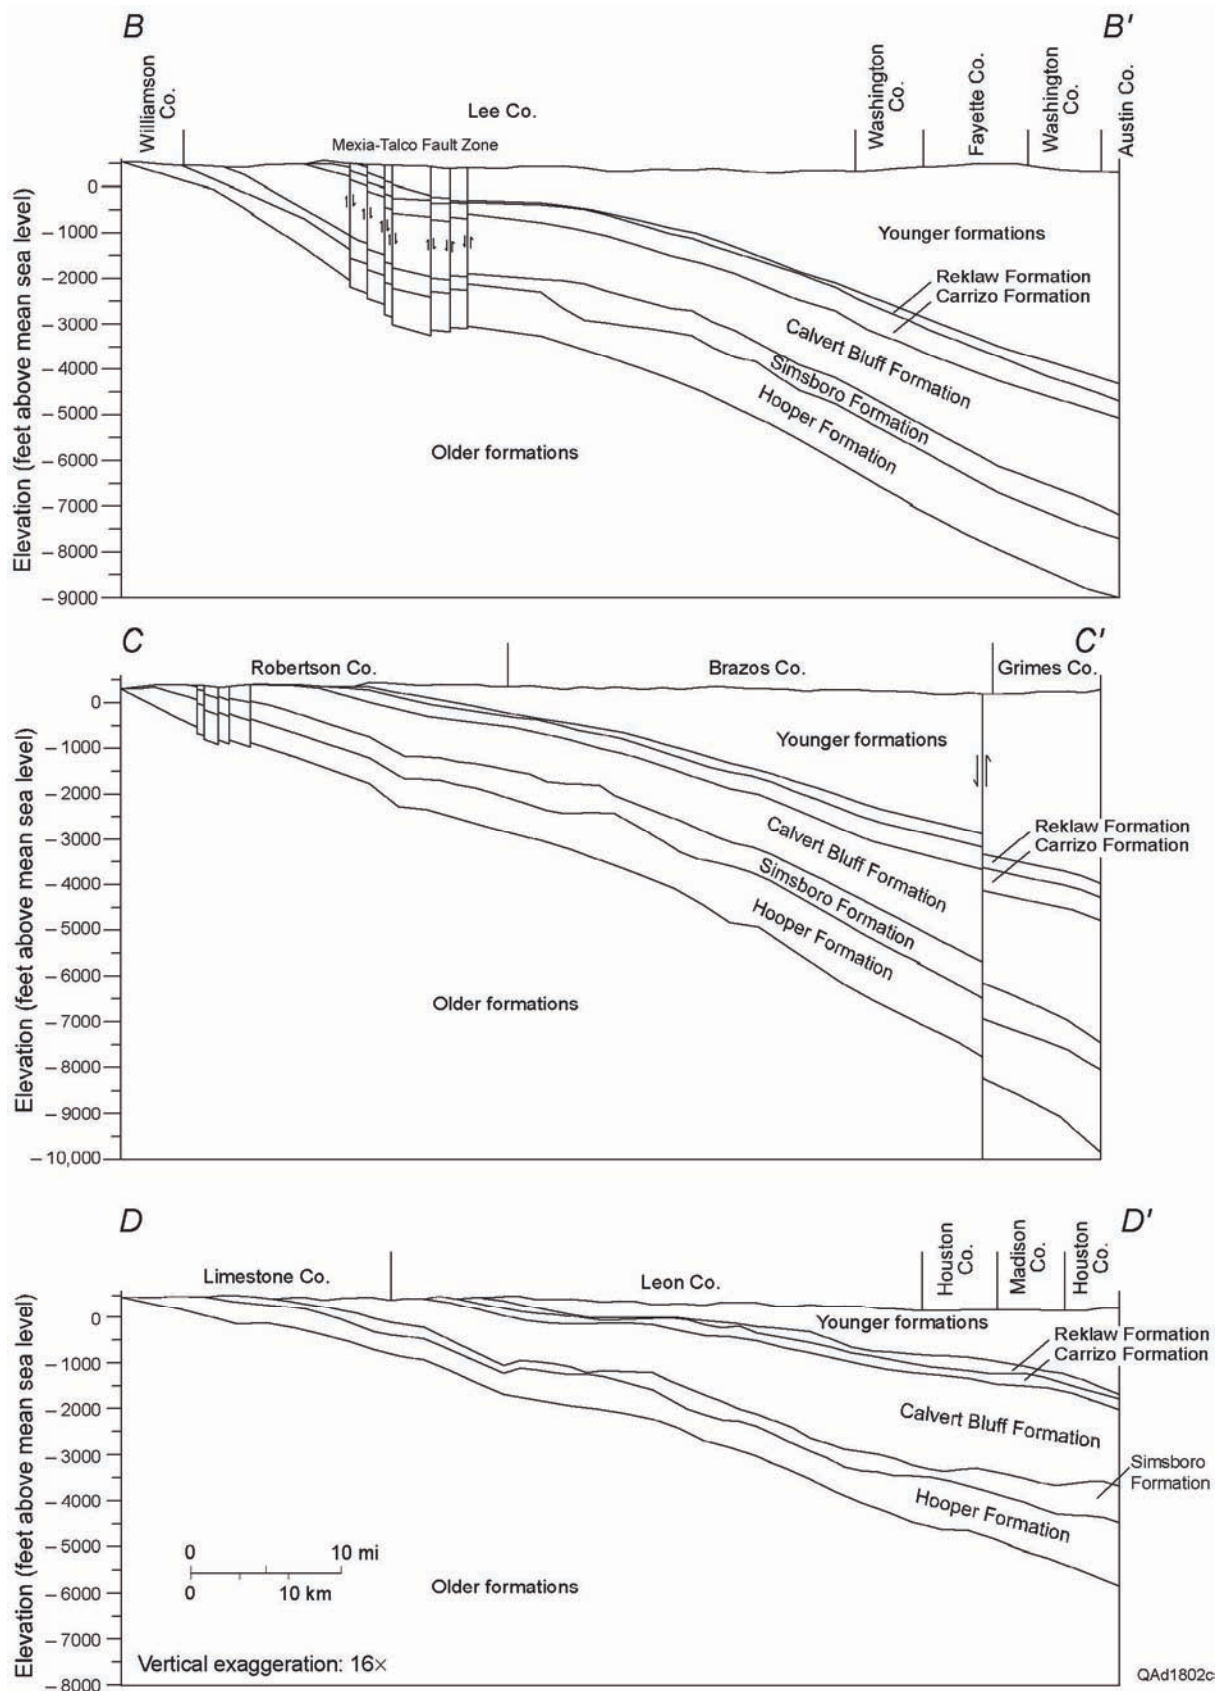 B
B'
Williamson
Co.
Lee Co.
Washington
Co.
Fayette Co.
Washington
Co.
Austin Co.
Mexia-Talco Fault Zone
Elevation (feet above mean sea level)
0
–1000
–2000
–3000
–4000
–5000
–6000
–7000
–8000
–9000
Younger formations
Reklaw Formation
Carrizo Formation
Calvert Bluff Formation
Simsboro Formation
Hooper Formation
Older formations
C
C'
Robertson Co.
Brazos Co.
Grimes Co.
Elevation (feet above mean sea level)
0
–1000
–2000
–3000
–4000
–5000
–6000
–7000
–8000
–9000
–10,000
Younger formations
Reklaw Formation
Carrizo Formation
Calvert Bluff Formation
Simsboro Formation
Hooper Formation
Older formations
D
D'
Limestone Co.
Leon Co.
Houston
Co.
Madison
Co.
Houston
Co.
Elevation (feet above mean sea level)
0
–1000
–2000
–3000
–4000
–5000
–6000
–7000
–8000
Younger formations
Reklaw Formation
Carrizo Formation
Calvert Bluff Formation
Simsboro
Formation
Hooper Formation
Older formations
0 10 mi
0 10 km
Vertical exaggeration: 16×
QAd1802c